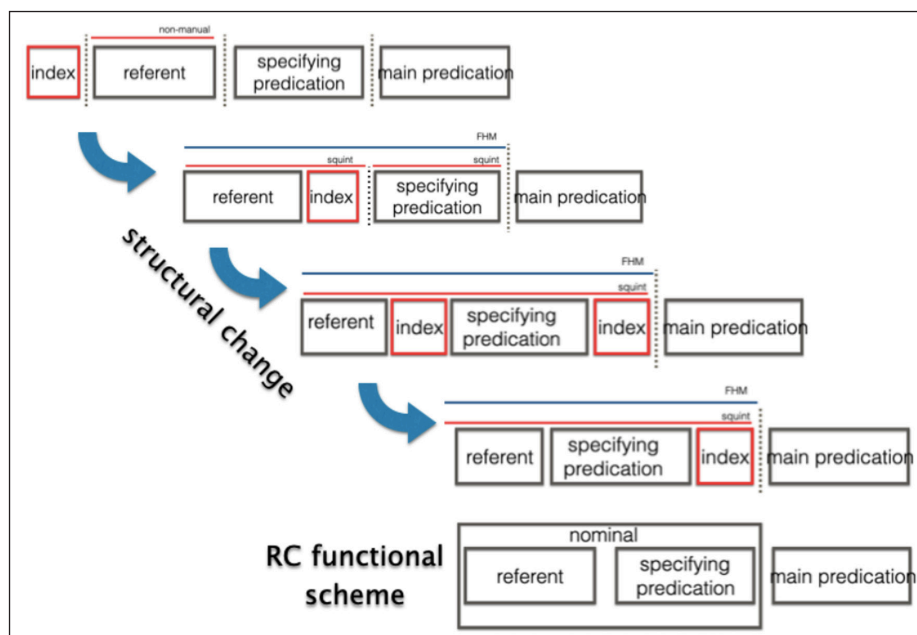 non-manual
index referent specifying predication main predication
FHM
squint squint
referent index specifying predication main predication
structural change
FHM
squint
referent index specifying predication index main predication
FHM
squint
referent specifying predication index main predication
RC functional scheme
nominal
referent specifying predication main predication